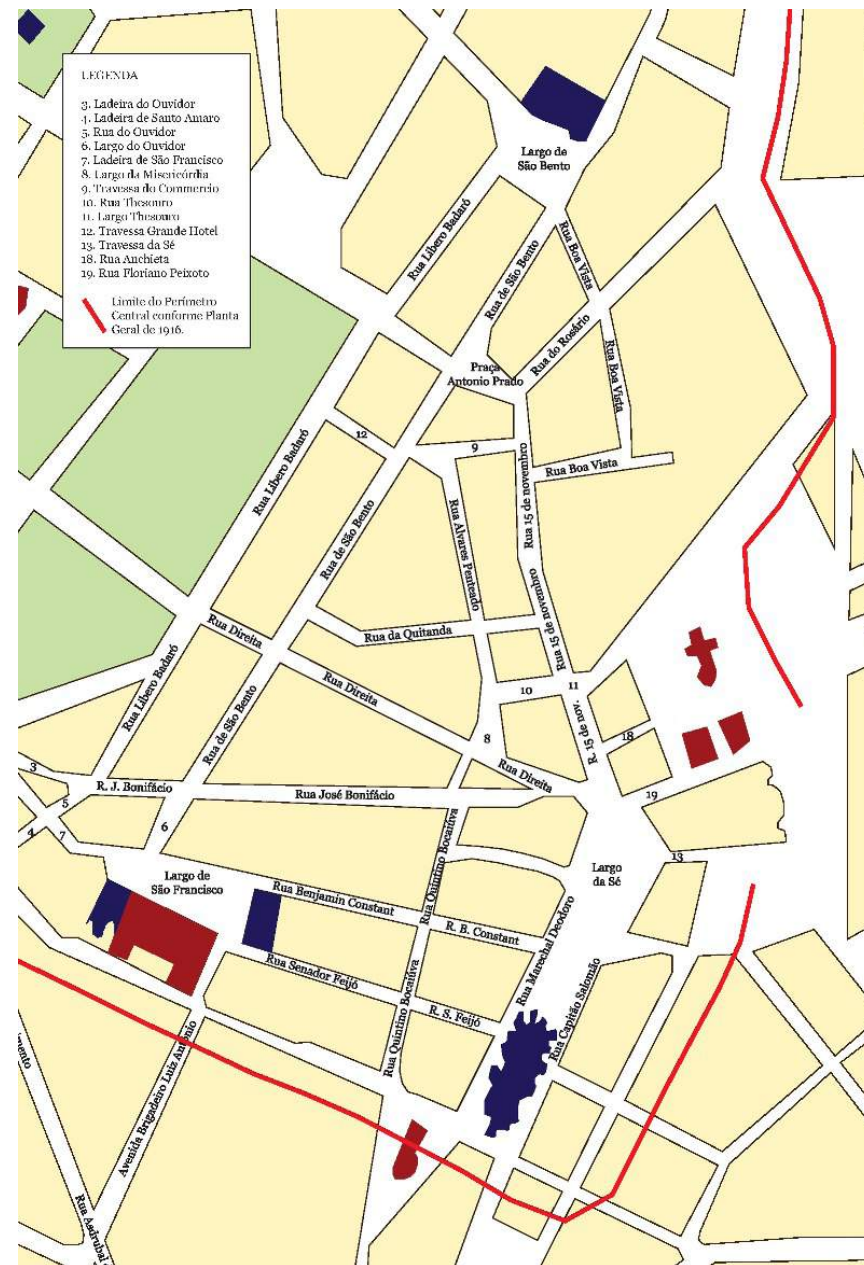 LEGENDA
3. Ladeira do Ouvidor
4. Ladeira de Santo Amaro
5. Rua do Ouvidor
6. Largo do Ouvidor
7. Ladeira de São Francisco
8. Largo da Misericórdia
9. Travessa do Commercio
10. Rua Thesouro
11. Largo Thesouro
12. Travessa Grande Hotel
13. Travessa da Sé
18. Rua Anchieta
19. Rua Floriano Peixoto
Limite do Perímetro
Central conforme Planta
Geral de 1916.
Largo de
São Bento
Rua Libero Badaró
Rua de São Bento
Rua Boa Vista
Rua do Rosário
Rua Boa Vista
Praça
Antonio Prado
12
9
Rua Boa Vista
Rua Libero Badaró
Rua 15 de novembro
Rua de São Bento
Rua Alvares Penteado
Rua 15 de novembro
Rua Direita
Rua da Quitanda
Rua Direita
Rua Libero Badaró
Rua de São Bento
10
11
R. 15 de nov.
8
18
Rua Direita
3
R. J. Bonifácio
Rua José Bonifácio
19
5
4
7
6
Rua Quintino Bocaiúva
13
Largo de
São Francisco
Largo
da Sé
Rua Benjamin Constant
R. B. Constant
Rua Marechal Deodoro
Rua Senador Feijó
R. S. Feijó
Rua Quintino Bocaiúva
Rua Capitão Salomão
Avenida Brigadeiro Luiz Antônio
Rua Asdrubal